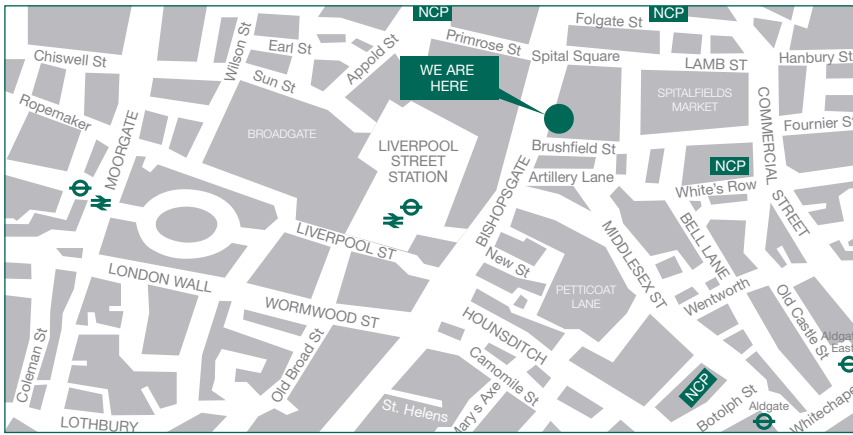 NCP
NCP
Folgate St
Primrose St
Earl St
Wilson St
Appold St
Chiswell St
Spital Square
LAMB ST
Hanbury St
WE ARE
HERE
Sun St
Ropemaker
MOORGATE
BROADGATE
SPITALFIELDS
MARKET
COMMERCIAL STREET
Fournier St
LIVERPOOL
STREET
STATION
Brushfield St
Artillery Lane
NCP
White's Row
BISHOPSGATE
BELL LANE
MIDDLESEX ST
LIVERPOOL ST
New St
LONDON WALL
PETTICOAT
LANE
Wentworth
WORMWOOD ST
HOUNSDITCH
Old Castle St
Coleman St
Old Broad St
Camomile St
Aldgate
East
NCP
St. Helens
Mary's Axe
Botolph St
Aldgate
Whitechapel
LOTHBURY